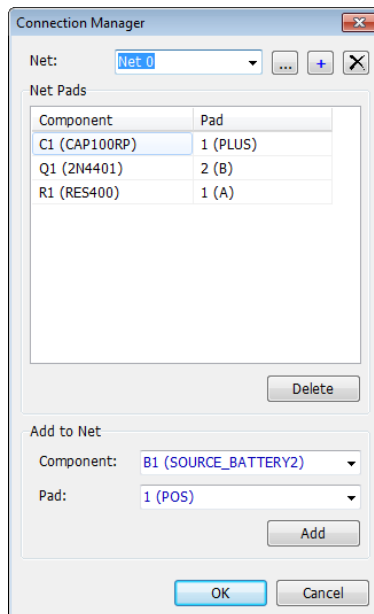 Connection Manager
Net: Net 0 ... +
Net Pads
Component Pad
C1 (CAP100RP) 1 (PLUS)
Q1 (2N4401) 2 (B)
R1 (RES400) 1 (A)
Delete
Add to Net
Component: B1 (SOURCE_BATTERY2)
Pad: 1 (POS)
Add
OK Cancel